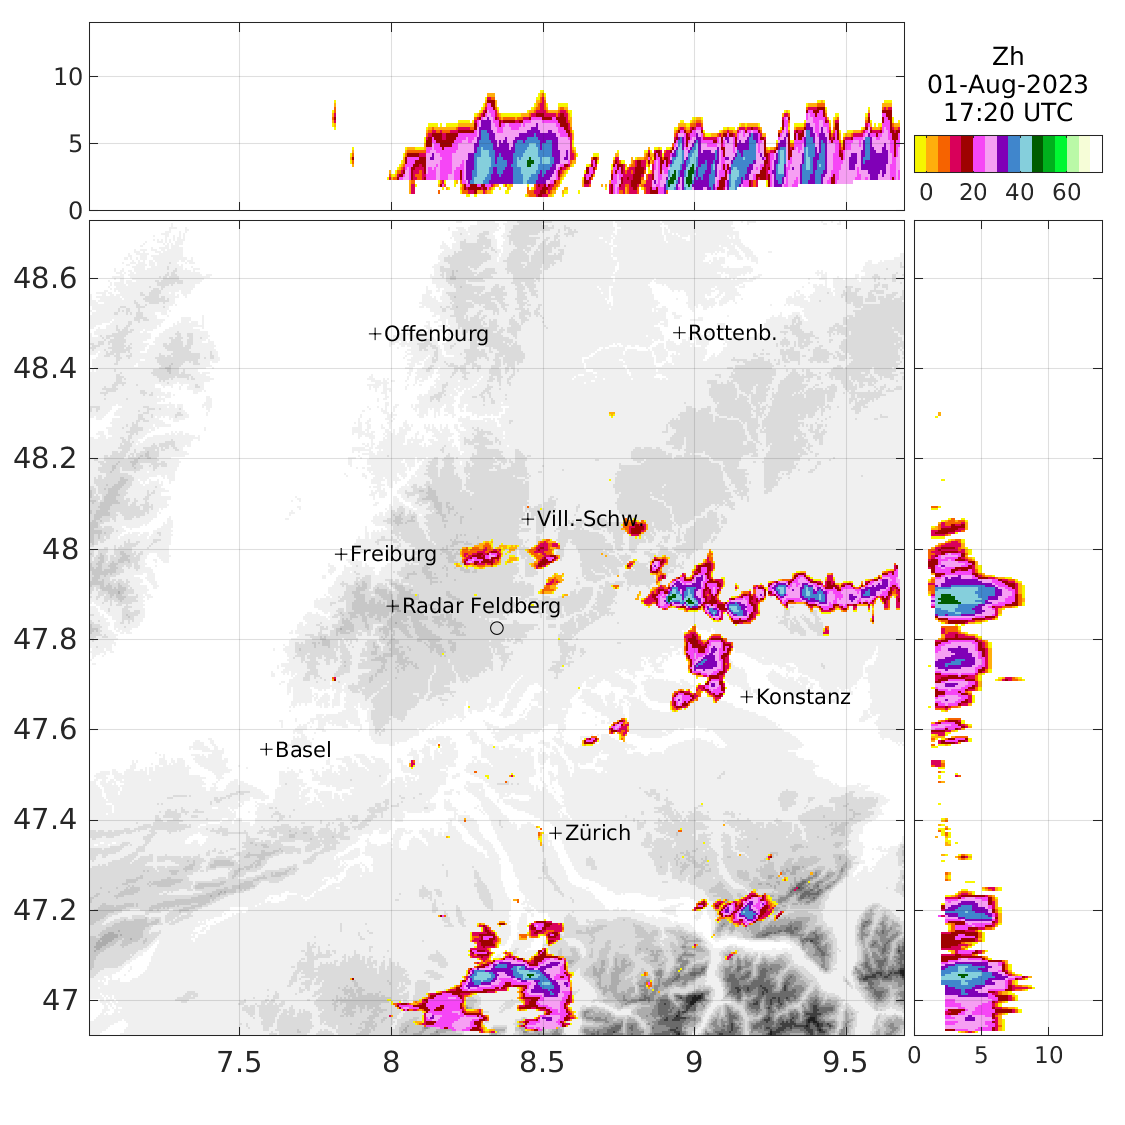 Zh
01-Aug-2023
17:20 UTC
0 20 40 60
10
5
0
48.6
48.4
48.2
48
47.8
47.6
47.4
47.2
47
+Offenburg
+Rottenb.
+Vill.-Schw.
+Freiburg
+Radar Feldberg
+Konstanz
+Basel
+Zürich
7.5 8 8.5 9 9.5
0 5 10